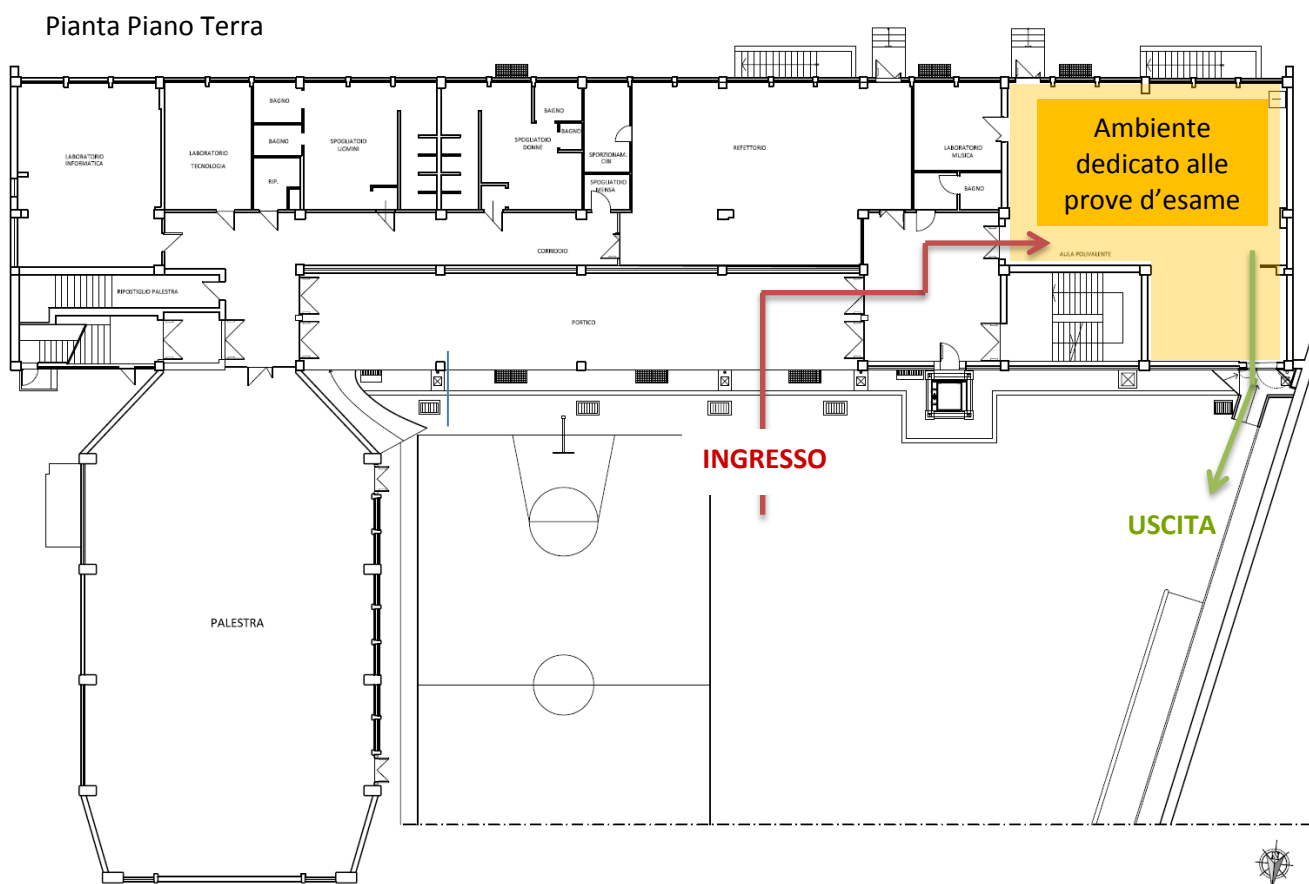 Pianta Piano Terra
BAGNO
BAGNO
RIP.
SPOGLIATOIO
UOMINI
LABORATORIO
INFORMATICA
LABORATORIO
TECNOLOGIA
BAGNO
BAGNO
SPOGLIATOIO
DONNE
SPORZIONAM.
CIBI
SPOGLIATOIO
MENSA
REFETTORIO
LABORATORIO
MUSICA
BAGNO
Ambiente
dedicato alle
prove d'esame
AULA POLIVALENTE
CORRIDOIO
RIPOSTIGLIO PALESTRA
PORTICO
INGRESSO
USCITA
PALESTRA